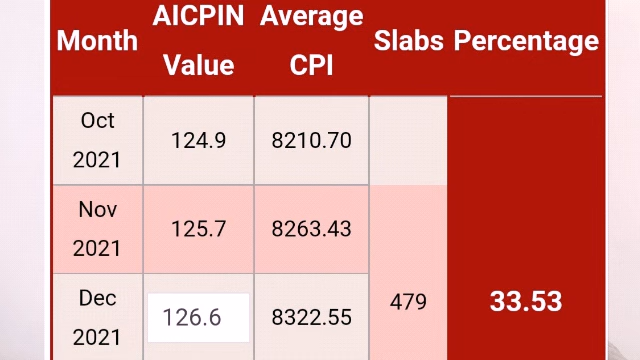 Month AICPIN Value Average CPI Slabs Percentage
Oct 2021 124.9 8210.70
Nov 2021 125.7 8263.43
Dec 2021 126.6 8322.55 479 33.53